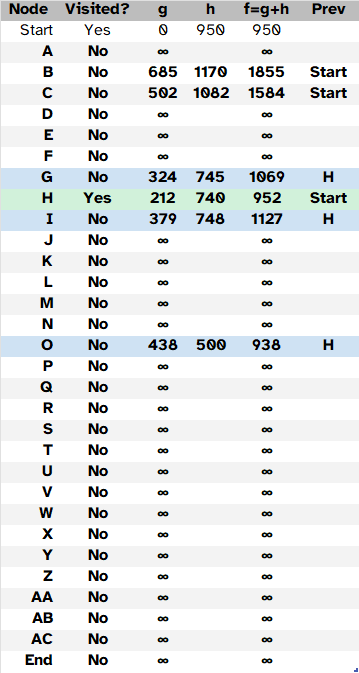 Node Visited? g h f=g+h Prev
Start Yes 0 950 950
A No ∞ ∞
B No 685 1170 1855 Start
C No 502 1082 1584 Start
D No ∞ ∞
E No ∞ ∞
F No ∞ ∞
G No 324 745 1069 H
H Yes 212 740 952 Start
I No 379 748 1127 H
J No ∞ ∞
K No ∞ ∞
L No ∞ ∞
M No ∞ ∞
N No ∞ ∞
O No 438 500 938 H
P No ∞ ∞
Q No ∞ ∞
R No ∞ ∞
S No ∞ ∞
T No ∞ ∞
U No ∞ ∞
V No ∞ ∞
W No ∞ ∞
X No ∞ ∞
Y No ∞ ∞
Z No ∞ ∞
AA No ∞ ∞
AB No ∞ ∞
AC No ∞ ∞
End No ∞ ∞